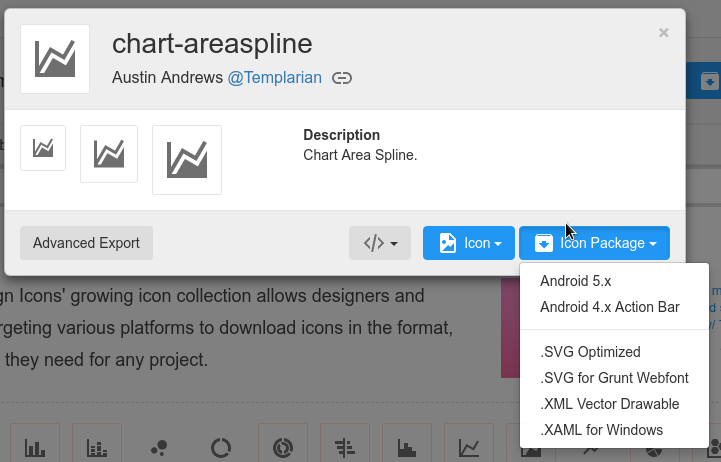 chart-areaspline
×
Austin Andrews @Templarian
Description
Chart Area Spline.
Advanced Export
</>
Icon
Icon Package
Android 5.x
Android 4.x Action Bar
.SVG Optimized
.SVG for Grunt Webfont
.XML Vector Drawable
.XAML for Windows
gn Icons' growing icon collection allows designers and
rgeting various platforms to download icons in the format,
they need for any project.